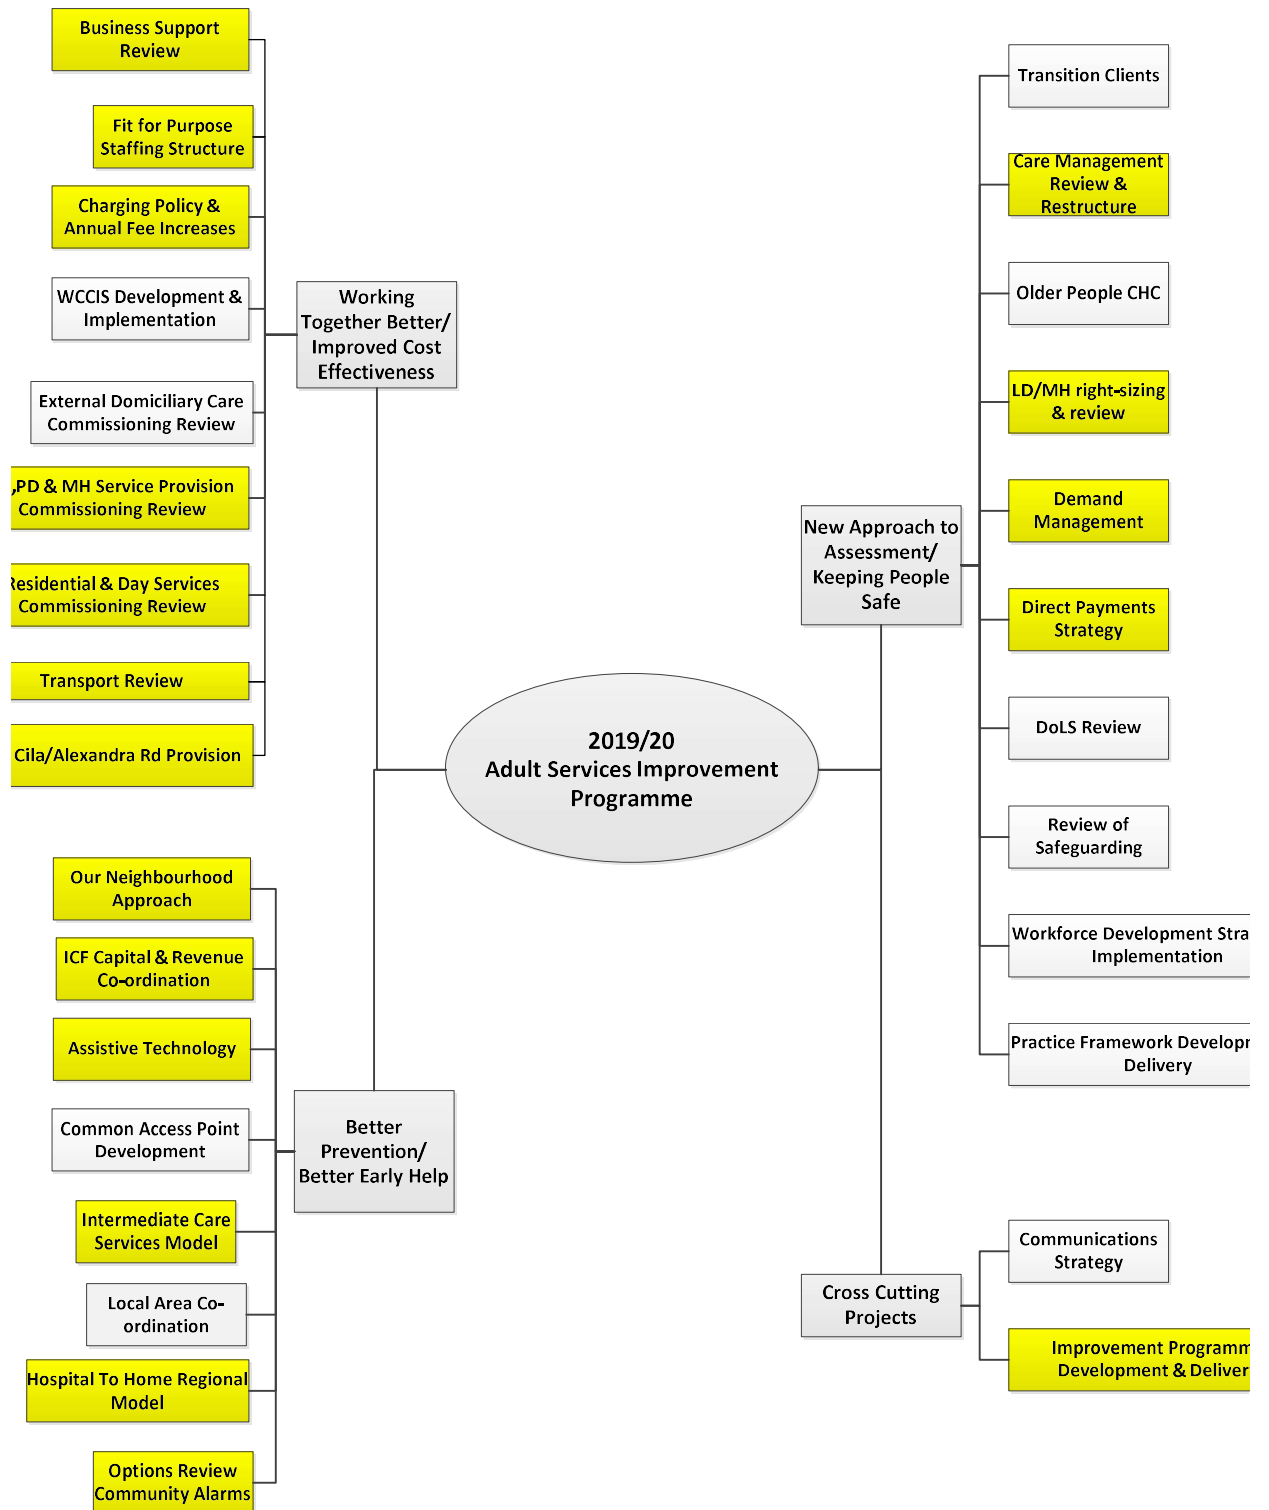 Business Support
Review
Fit for Purpose
Staffing Structure
Charging Policy &
Annual Fee Increases
WCCIS Development &
Implementation
External Domiciliary Care
Commissioning Review
,PD & MH Service Provision
Commissioning Review
Residential & Day Services
Commissioning Review
Transport Review
Cila/Alexandra Rd Provision
Working
Together Better/
Improved Cost
Effectiveness
Our Neighbourhood
Approach
ICF Capital & Revenue
Co-ordination
Assistive Technology
Common Access Point
Development
Intermediate Care
Services Model
Local Area Co-
ordination
Hospital To Home Regional
Model
Options Review
Community Alarms
Better
Prevention/
Better Early Help
2019/20
Adult Services Improvement
Programme
New Approach to
Assessment/
Keeping People
Safe
Transition Clients
Care Management
Review &
Restructure
Older People CHC
LD/MH right-sizing
& review
Demand
Management
Direct Payments
Strategy
DoLS Review
Review of
Safeguarding
Workforce Development Stra
Implementation
Practice Framework Develop
Delivery
Cross Cutting
Projects
Communications
Strategy
Improvement Programm
Development & Deliver